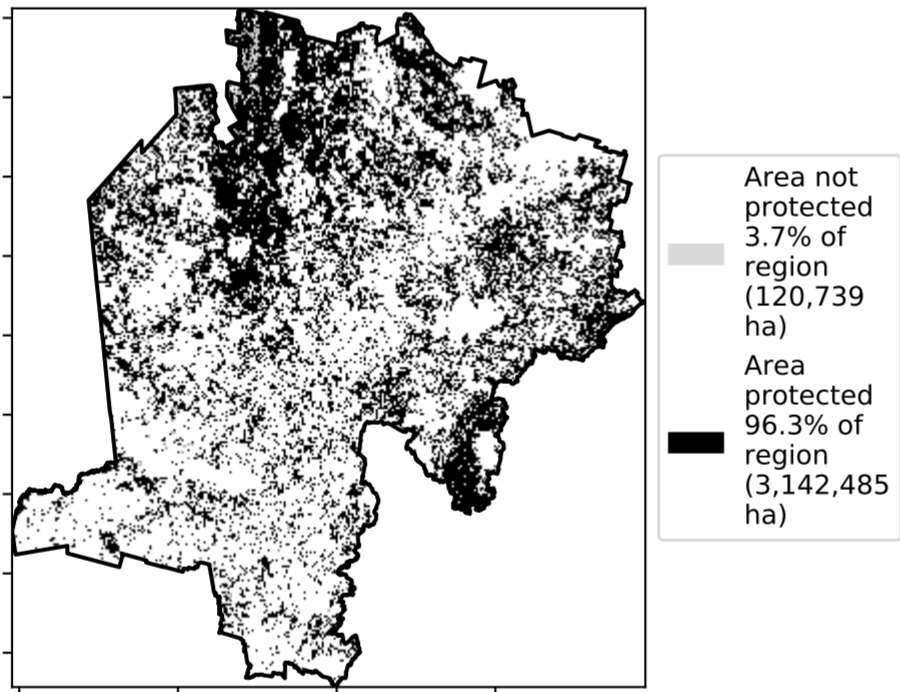 Area not
protected
3.7% of
region
(120,739
ha)
Area
protected
96.3% of
region
(3,142,485
ha)